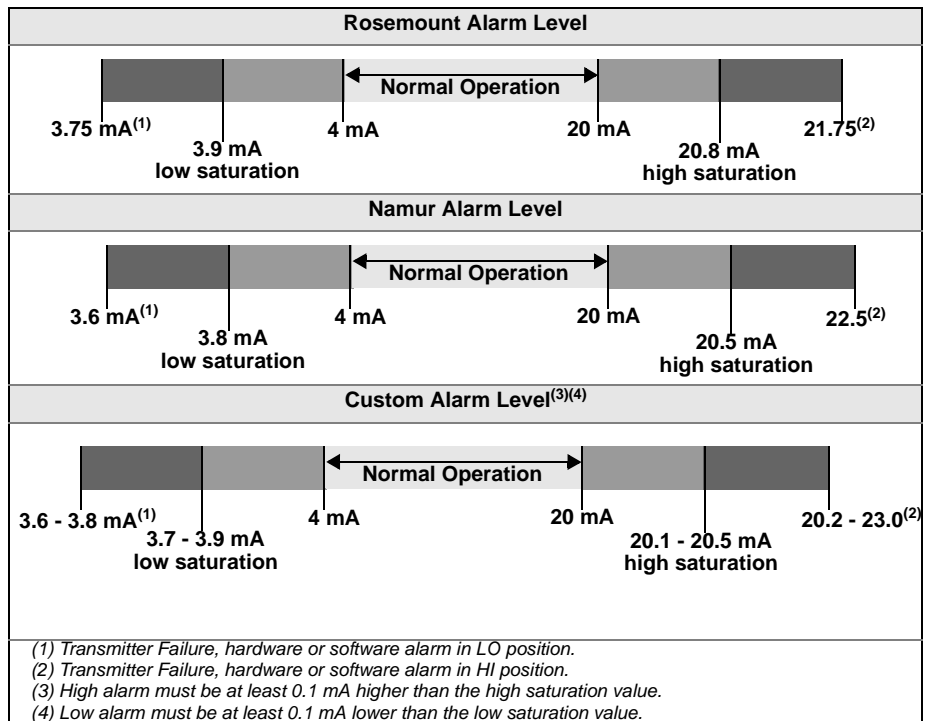 Rosemount Alarm Level
Normal Operation
3.75 mA(1)
4 mA
20 mA
21.75(2)
3.9 mA
low saturation
20.8 mA
high saturation
Namur Alarm Level
Normal Operation
3.6 mA(1)
4 mA
20 mA
22.5(2)
3.8 mA
low saturation
20.5 mA
high saturation
Custom Alarm Level(3)(4)
Normal Operation
3.6 - 3.8 mA(1)
4 mA
20 mA
20.2 - 23.0(2)
3.7 - 3.9 mA
low saturation
20.1 - 20.5 mA
high saturation
(1) Transmitter Failure, hardware or software alarm in LO position.
(2) Transmitter Failure, hardware or software alarm in HI position.
(3) High alarm must be at least 0.1 mA higher than the high saturation value.
(4) Low alarm must be at least 0.1 mA lower than the low saturation value.